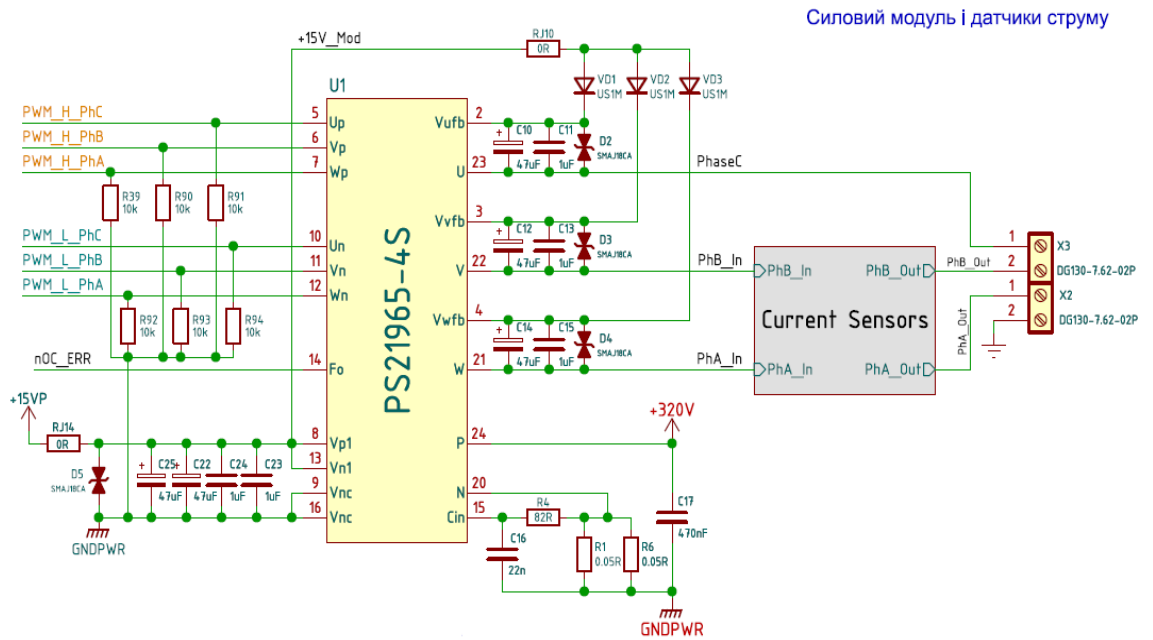 Силовий модуль і датчики струму
+15V_Mod
RJ10
0R
U1
VD1
US1M
VD2
US1M
VD3
US1M
PWM_H_PhC
5
Up
Vufb
2
+
C10
47uF
C11
1uF
D2
SMAJ18CA
PWM_H_PhB
6
Vp
PWM_H_PhA
7
Wp
U
23
PhaseC
R39
10k
R90
10k
R91
10k
Vvfb
3
+
C12
47uF
C13
1uF
D3
SMAJ18CA
PWM_L_PhC
10
Un
PWM_L_PhB
11
Vn
V
22
PhB_In
PhB_In
PhB_Out
PhB_Out
1
X3
2
DG130-7.62-02P
PWM_L_PhA
12
Wn
1
X2
2
DG130-7.62-02P
R92
10k
R93
10k
R94
10k
PS21965-4S
Vwfb
4
+
C14
47uF
C15
1uF
D4
SMAJ18CA
Current Sensors
PhA_Out
nOC_ERR
14
Fo
W
21
PhA_In
PhA_In
PhA_Out
+15VP
RJ14
0R
+320V
8
Vp1
P
24
D5
SMAJ18CA
+
C25
47uF
+
C22
47uF
C24
1uF
C23
1uF
13
Vn1
9
Vnc
N
20
C17
470nF
16
Vnc
Cin
15
R4
82R
GNDPWR
C16
22n
R1
0.05R
R6
0.05R
GNDPWR